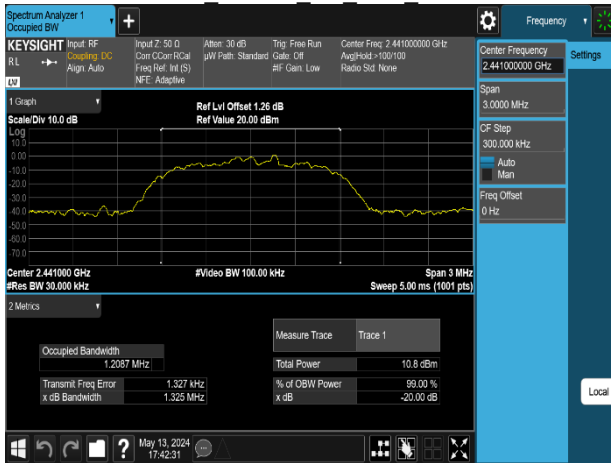 Spectrum Analyzer 1
Occupied BW
Frequency
KEYSIGHT Input: RF Input Z: 50 Ω Atten: 30 dB Trig: Free Run Center Freq: 2.441000000 GHz
RL Coupling: DC Corr CCorr RCal µW Path: Standard Gate: Off Avg|Hold:>100/100
Align: Auto Freq Ref: Int (S) #IF Gain: Low Radio Std: None
NFE: Adaptive
LXI
1 Graph
Scale/Div 10.0 dB
Ref Lvl Offset 1.26 dB
Ref Value 20.00 dBm
Log
10.0
0.00
-10.0
-20.0
-30.0
-40.0
-50.0
-60.0
-70.0
Center 2.441000 GHz #Video BW 100.00 kHz Span 3 MHz
#Res BW 30.000 kHz Sweep 5.00 ms (1001 pts)
2 Metrics
Measure Trace Trace 1
Occupied Bandwidth
1.2087 MHz
Total Power 10.8 dBm
Transmit Freq Error 1.327 kHz % of OBW Power 99.00 %
x dB Bandwidth 1.325 MHz x dB -20.00 dB
May 13, 2024
17:42:31
Center Frequency
2.441000000 GHz
Settings
Span
3.0000 MHz
CF Step
300.000 kHz
Auto
Man
Freq Offset
0 Hz
Local